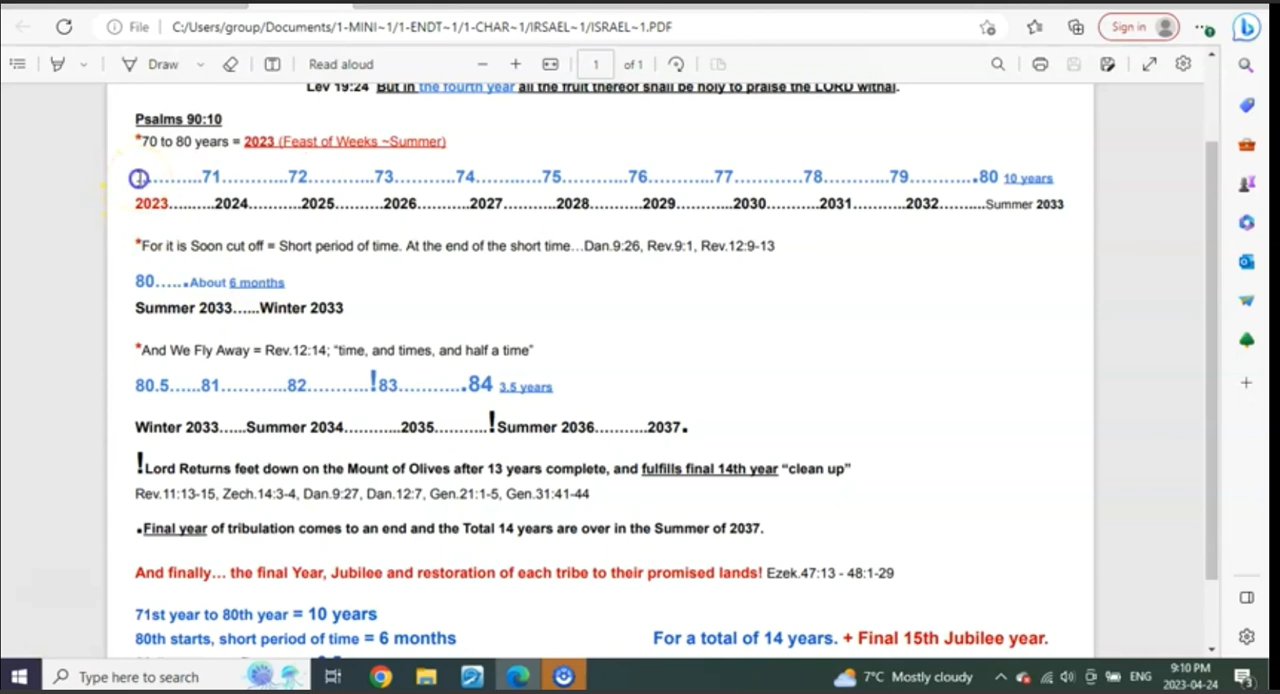 File C:/Users/group/Documents/1-MINI~1/1-ENDT~1/1-CHAR~1/IRSAEL~1/ISRAEL~1.PDF Sign in
Draw Read aloud 1 of 1
Lev 19:24 But in the fourth year all the fruit thereof shall be holy to praise the LORD withal.
Psalms 90:10
*70 to 80 years = 2023 (Feast of Weeks ~Summer)
...........71............72............73...........74............75............76............77............78............79.............80 10 years
2023..........2024..........2025..........2026..........2027..........2028..........2029..........2030..........2031..........2032..........Summer 2033
*For it is Soon cut off = Short period of time. At the end of the short time…Dan.9:26, Rev.9:1, Rev.12:9-13
80......About 6 months
Summer 2033......Winter 2033
*And We Fly Away = Rev.12:14; “time, and times, and half a time”
80.5......81............82...........!83............84 3.5 years
Winter 2033......Summer 2034...........2035..........!Summer 2036..........2037.
!Lord Returns feet down on the Mount of Olives after 13 years complete, and fulfills final 14th year “clean up”
Rev.11:13-15, Zech.14:3-4, Dan.9:27, Dan.12:7, Gen.21:1-5, Gen.31:41-44
.Final year of tribulation comes to an end and the Total 14 years are over in the Summer of 2037.
And finally… the final Year, Jubilee and restoration of each tribe to their promised lands! Ezek.47:13 - 48:1-29
71st year to 80th year = 10 years
80th starts, short period of time = 6 months For a total of 14 years. + Final 15th Jubilee year.
Type here to search 7°C Mostly cloudy ENG 9:10 PM
2023-04-24